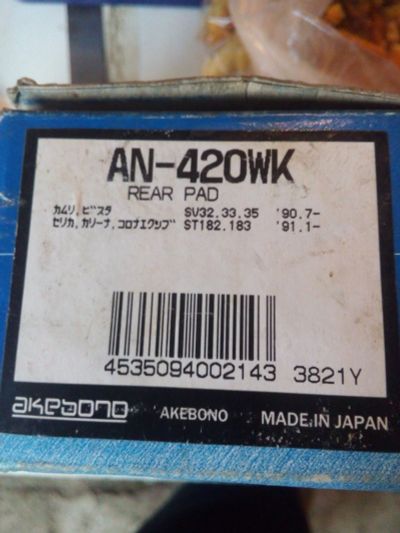 AN-420WK
REAR PAD
カムリ,ビスタ SV32.33.35 '90.7-
セリカ,カリーナ,コロナエクシブ ST182.183 '91.1-
4535094002143 3821Y
akebono AKEBONO MADE IN JAPAN